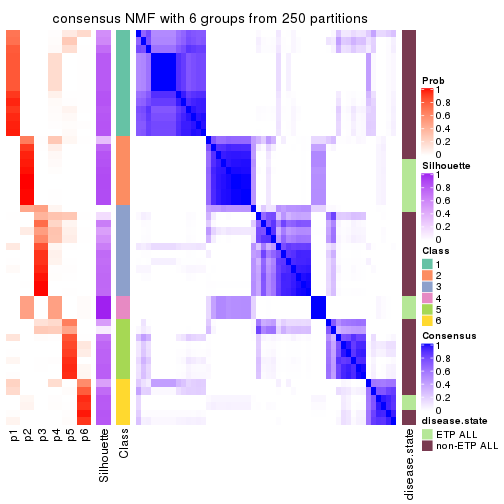 consensus NMF with 6 groups from 250 partitions
Prob
1
0.8
0.6
0.4
0.2
0
Silhouette
1
0.8
0.6
0.4
0.2
0
Class
1
2
3
4
5
6
Consensus
1
0.8
0.6
0.4
0.2
0
disease.state
ETP ALL
non-ETP ALL
p1
p2
p3
p4
p5
p6
Silhouette
Class
disease.state